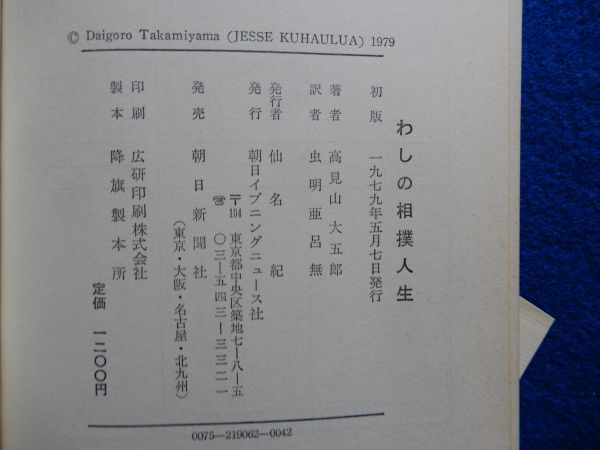 © Daigoro Takamiyama (JESSE KUHAULUA) 1979
わしの相撲人生
初版 一九七九年五月七日発行
著者 高見山大五郎
訳者 虫明亜呂無
発行者 仙名紀
発行 朝日イブニングニュース社
〒104 東京都中央区築地七―八―五
☎〇三―五四三―三三二一
発売 朝日新聞社
(東京・大阪・名古屋・北九州)
印刷 広研印刷株式会社
製本 降旗製本所
定価 一二〇〇円
0075―219062―0042